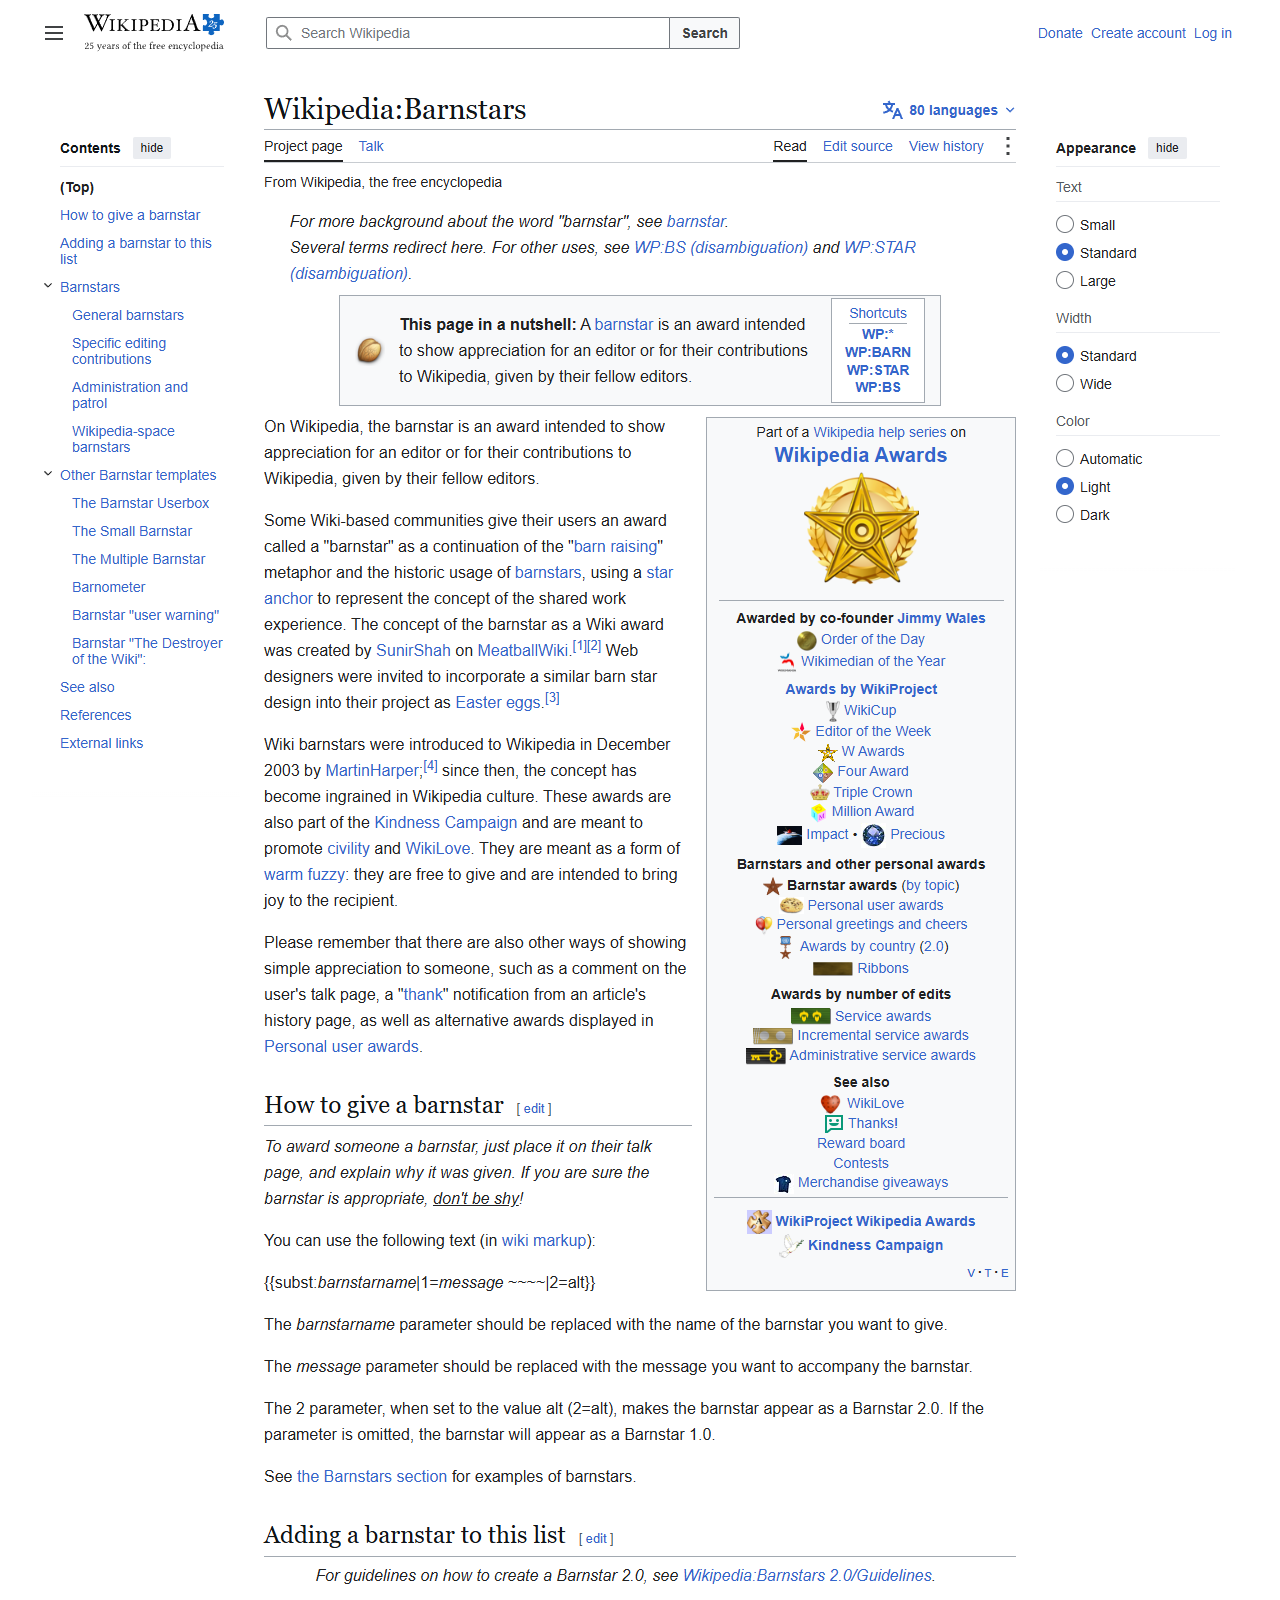 WIKIPEDIA 25
25 years of the free encyclopedia
Search Wikipedia
Search
Donate Create account Log in
Contents hide
(Top)
How to give a barnstar
Adding a barnstar to this
list
Barnstars
General barnstars
Specific editing
contributions
Administration and
patrol
Wikipedia-space
barnstars
Other Barnstar templates
The Barnstar Userbox
The Small Barnstar
The Multiple Barnstar
Barnometer
Barnstar "user warning"
Barnstar "The Destroyer
of the Wiki":
See also
References
External links
Wikipedia:Barnstars
80 languages
Project page Talk
Read Edit source View history
From Wikipedia, the free encyclopedia
For more background about the word "barnstar", see barnstar.
Several terms redirect here. For other uses, see WP:BS (disambiguation) and WP:STAR
(disambiguation).
This page in a nutshell: A barnstar is an award intended
to show appreciation for an editor or for their contributions
to Wikipedia, given by their fellow editors.
Shortcuts
WP:*
WP:BARN
WP:STAR
WP:BS
On Wikipedia, the barnstar is an award intended to show
appreciation for an editor or for their contributions to
Wikipedia, given by their fellow editors.
Some Wiki-based communities give their users an award
called a "barnstar" as a continuation of the "barn raising"
metaphor and the historic usage of barnstars, using a star
anchor to represent the concept of the shared work
experience. The concept of the barnstar as a Wiki award
was created by SunirShah on MeatballWiki.[1][2] Web
designers were invited to incorporate a similar barn star
design into their project as Easter eggs.[3]
Wiki barnstars were introduced to Wikipedia in December
2003 by MartinHarper;[4] since then, the concept has
become ingrained in Wikipedia culture. These awards are
also part of the Kindness Campaign and are meant to
promote civility and WikiLove. They are meant as a form of
warm fuzzy: they are free to give and are intended to bring
joy to the recipient.
Please remember that there are also other ways of showing
simple appreciation to someone, such as a comment on the
user's talk page, a "thank" notification from an article's
history page, as well as alternative awards displayed in
Personal user awards.
Part of a Wikipedia help series on
Wikipedia Awards
Awarded by co-founder Jimmy Wales
Order of the Day
Wikimedian of the Year
Awards by WikiProject
WikiCup
Editor of the Week
W Awards
Four Award
Triple Crown
Million Award
Impact • Precious
Barnstars and other personal awards
Barnstar awards (by topic)
Personal user awards
Personal greetings and cheers
Awards by country (2.0)
Ribbons
Awards by number of edits
Service awards
Incremental service awards
Administrative service awards
See also
WikiLove
Thanks!
Reward board
Contests
Merchandise giveaways
WikiProject Wikipedia Awards
Kindness Campaign
V • T • E
How to give a barnstar [ edit ]
To award someone a barnstar, just place it on their talk
page, and explain why it was given. If you are sure the
barnstar is appropriate, don't be shy!
You can use the following text (in wiki markup):
{{subst:barnstarname|1=message ~~~~|2=alt}}
The barnstarname parameter should be replaced with the name of the barnstar you want to give.
The message parameter should be replaced with the message you want to accompany the barnstar.
The 2 parameter, when set to the value alt (2=alt), makes the barnstar appear as a Barnstar 2.0. If the
parameter is omitted, the barnstar will appear as a Barnstar 1.0.
See the Barnstars section for examples of barnstars.
Adding a barnstar to this list [ edit ]
For guidelines on how to create a Barnstar 2.0, see Wikipedia:Barnstars 2.0/Guidelines.
Appearance hide
Text
Small
Standard
Large
Width
Standard
Wide
Color
Automatic
Light
Dark